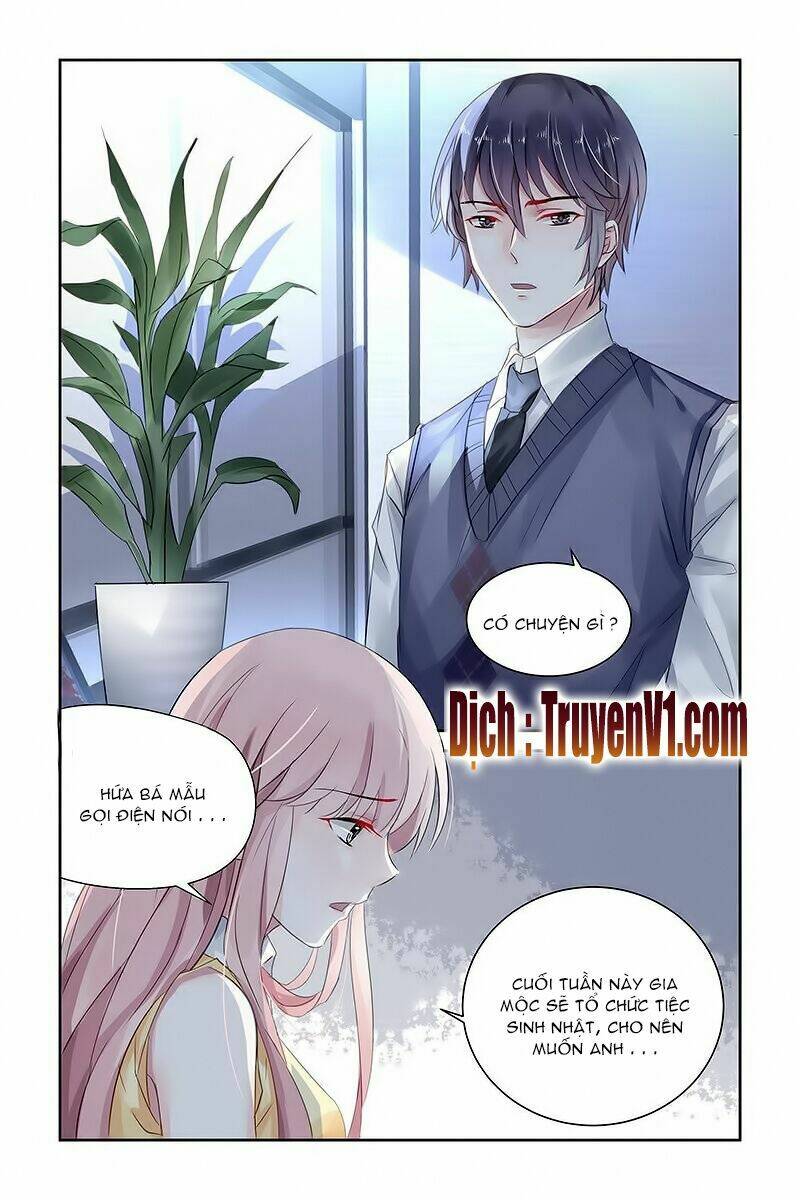 CÓ CHUYỆN GÌ ?
Dịch : TruyenV1.com
HỨA BÁ MẪU
GỌI ĐIỆN NÓI . . .
CUỐI TUẦN NÀY GIA
MỘC SẼ TỔ CHỨC TIỆC
SINH NHẬT, CHO NÊN
MUỐN ANH . . .